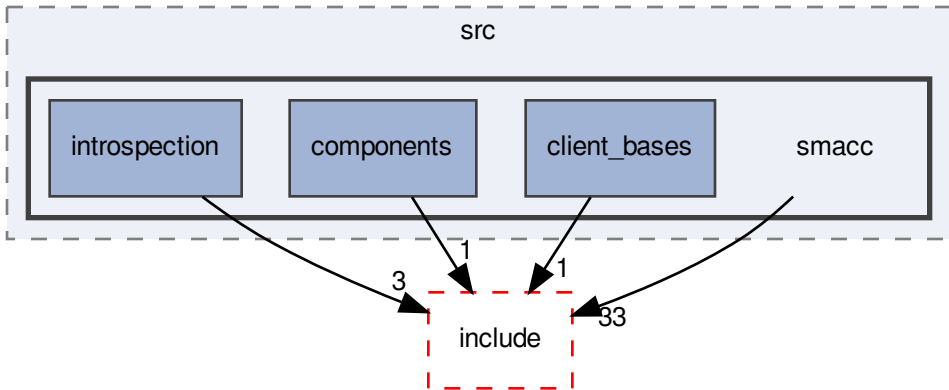 src
introspection
components
client_bases
smacc
1
1
3
33
include